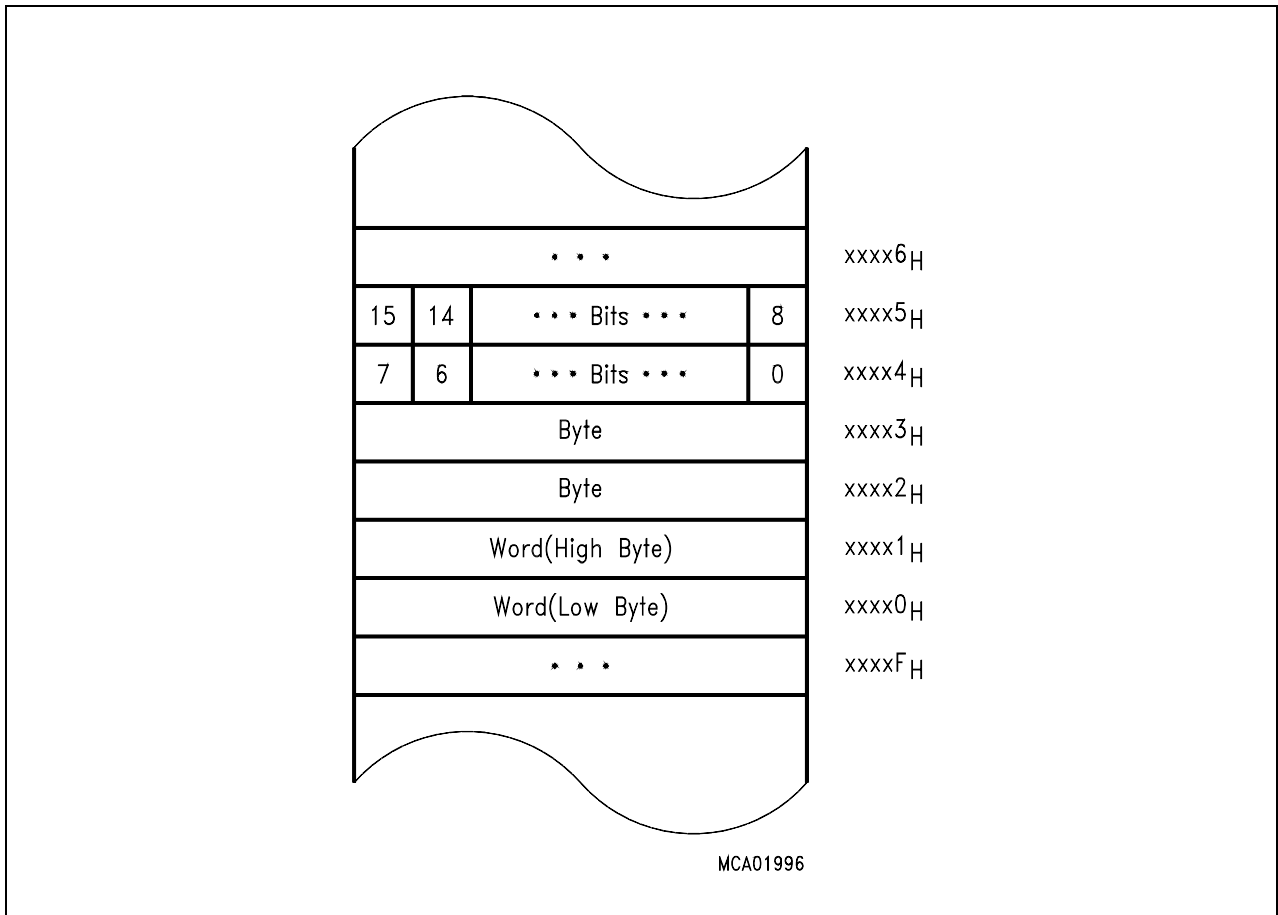 • • • xxxx6H
15 14 • • • Bits • • • 8 xxxx5H
7 6 • • • Bits • • • 0 xxxx4H
Byte xxxx3H
Byte xxxx2H
Word(High Byte) xxxx1H
Word(Low Byte) xxxx0H
• • • xxxxFH
MCA01996